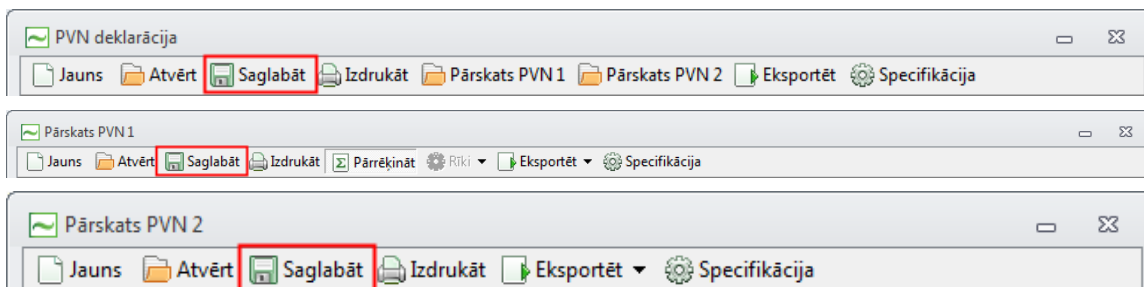 PVN deklarācija
Jauns Atvērt Saglabāt Izdrukāt Pārskats PVN 1 Pārskats PVN 2 Eksportēt Specifikācija
Pārskats PVN 1
Jauns Atvērt Saglabāt Izdrukāt Pārrēķināt Rīki Eksportēt Specifikācija
Pārskats PVN 2
Jauns Atvērt Saglabāt Izdrukāt Eksportēt Specifikācija